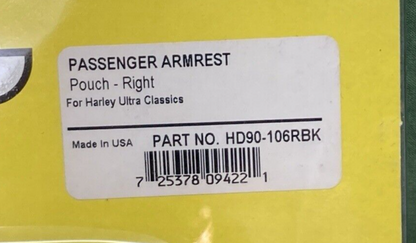 PASSENGER ARMREST
Pouch - Right
For Harley Ultra Classics
Made In USA PART NO. HD90-106RBK
7 25378 09422 1